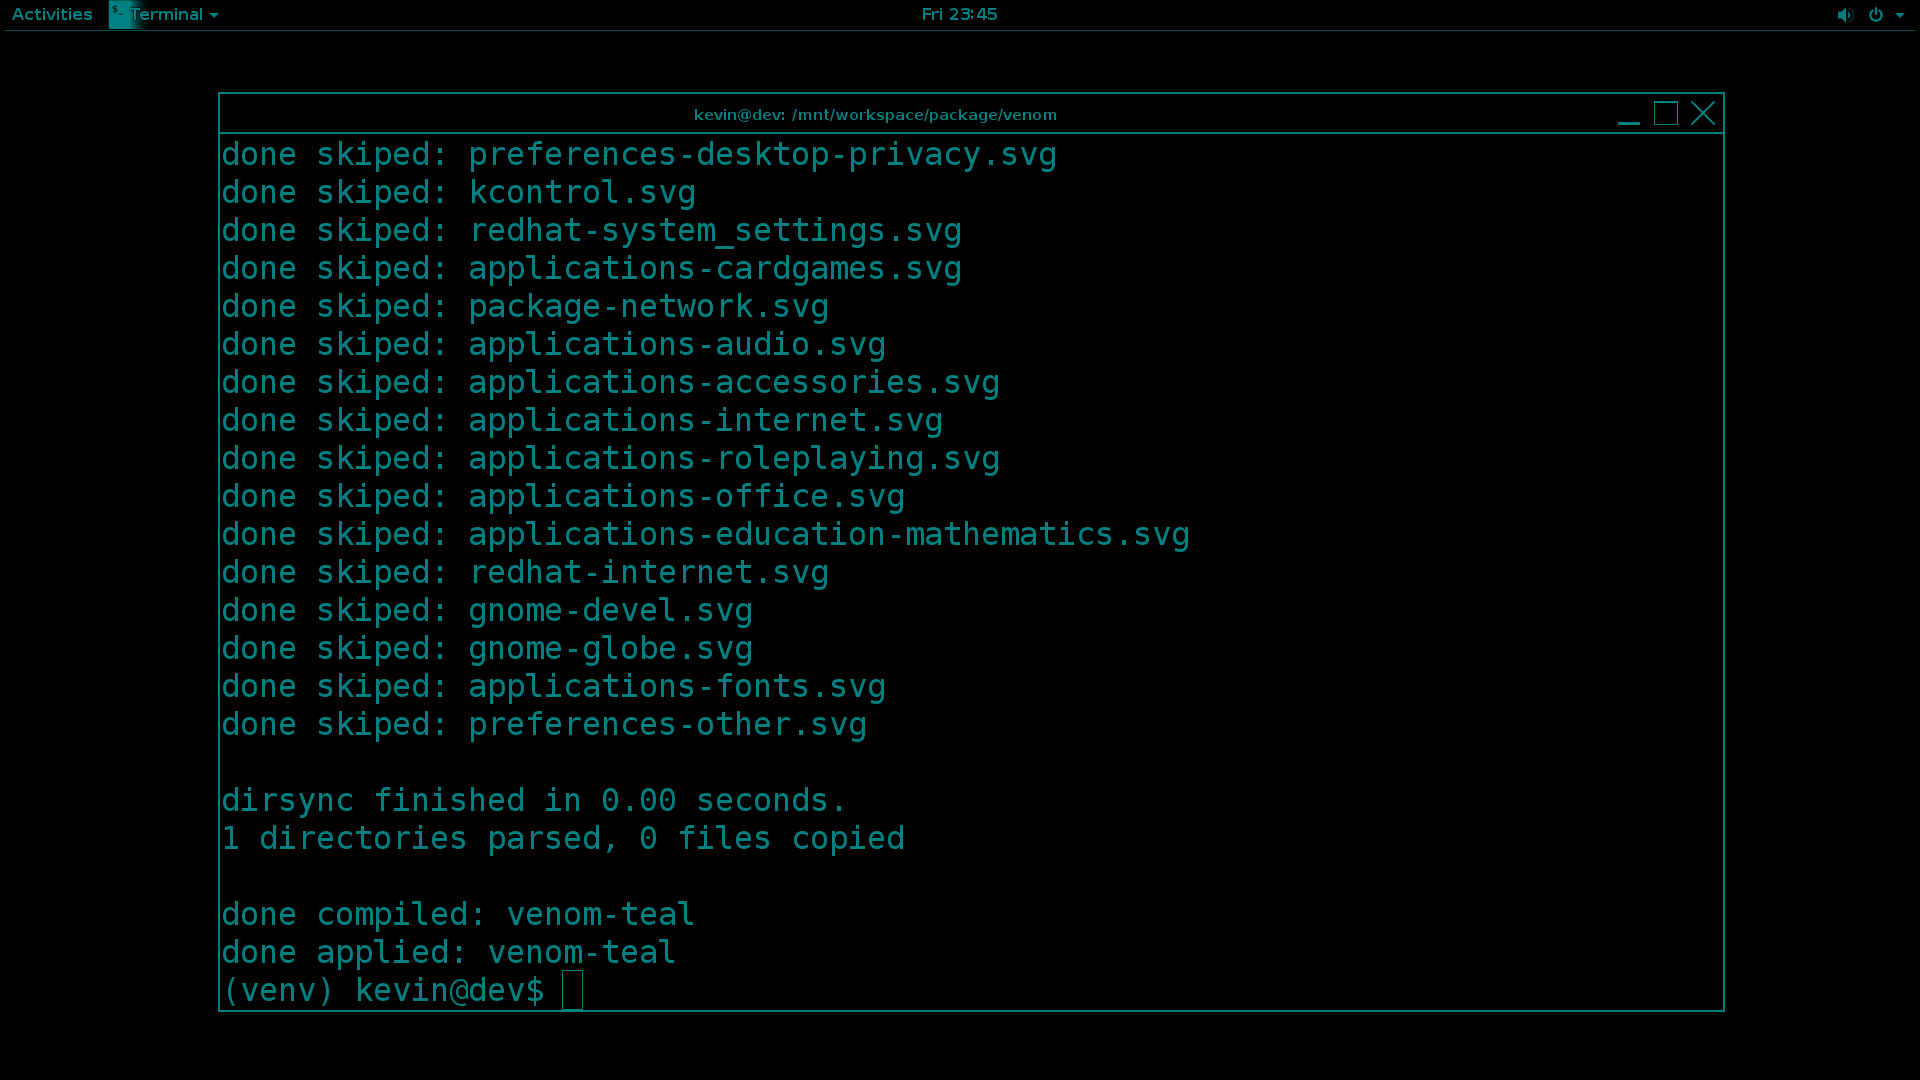 Activities
$_ Terminal
Fri 23:45
kevin@dev: /mnt/workspace/package/venom
done skiped: preferences-desktop-privacy.svg
done skiped: kcontrol.svg
done skiped: redhat-system_settings.svg
done skiped: applications-cardgames.svg
done skiped: package-network.svg
done skiped: applications-audio.svg
done skiped: applications-accessories.svg
done skiped: applications-internet.svg
done skiped: applications-roleplaying.svg
done skiped: applications-office.svg
done skiped: applications-education-mathematics.svg
done skiped: redhat-internet.svg
done skiped: gnome-devel.svg
done skiped: gnome-globe.svg
done skiped: applications-fonts.svg
done skiped: preferences-other.svg
dirsync finished in 0.00 seconds.
1 directories parsed, 0 files copied
done compiled: venom-teal
done applied: venom-teal
(venv) kevin@dev$